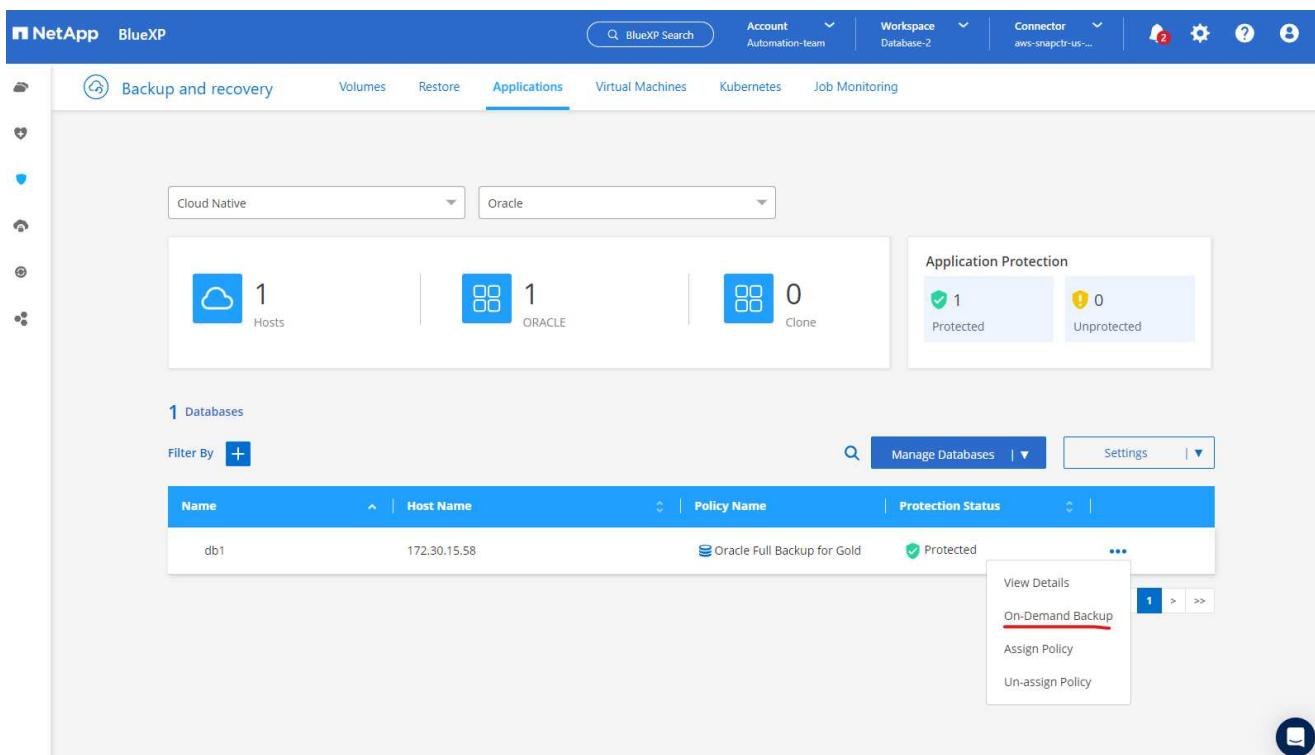 NetApp BlueXP BlueXP Search Account Workspace Connector
Automation-team Database-2 aws-snapctr-us-... 2
Backup and recovery Volumes Restore Applications Virtual Machines Kubernetes Job Monitoring
Cloud Native Oracle
1 Hosts
1 ORACLE
0 Clone
Application Protection
1 Protected
0 Unprotected
1 Databases
Filter By + Manage Databases | Settings |
Name Host Name Policy Name Protection Status
db1 172.30.15.58 Oracle Full Backup for Gold Protected •••
View Details
On-Demand Backup
Assign Policy
Un-assign Policy
1 > >>